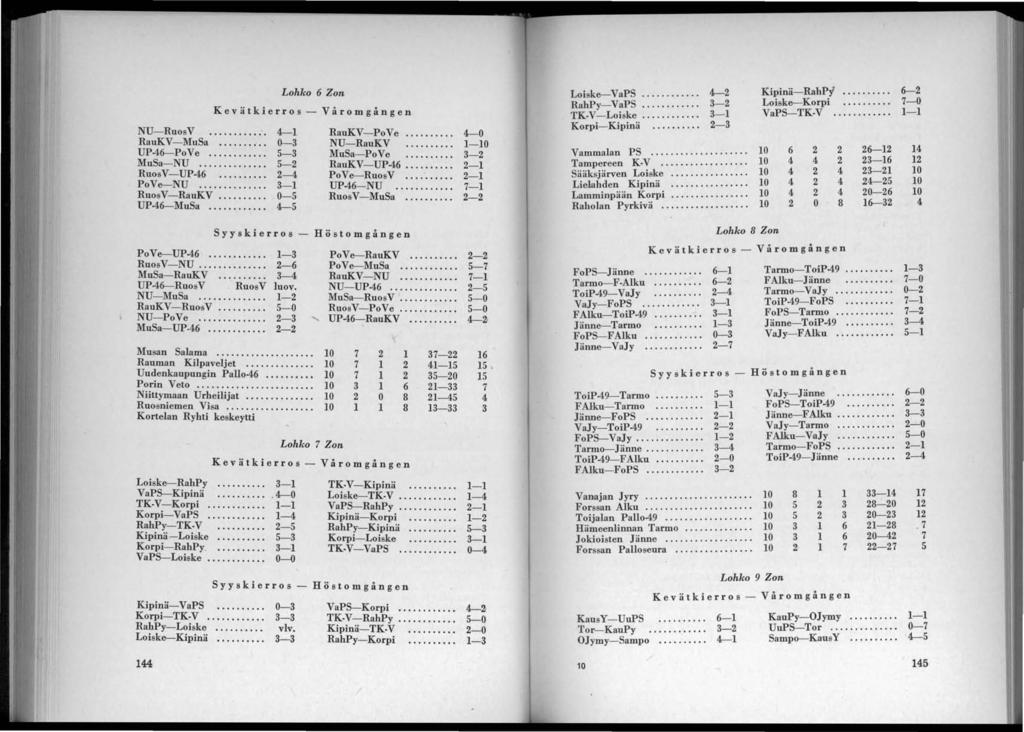 Lohko 6 Zon
Kevätkierros — Våromgången
NU—RuosV ............ 4—1
RauKV—MuSa .......... 0—3
UP-46—PoVe .......... 5—3
MuSa—NU ............ 5—2
RuosV—UP-46 .......... 2—4
PoVe—NU ............ 3—1
RuosV—RauKV .......... 0—5
UP-46—MuSa .......... 4—5
RauKV—PoVe .......... 4—0
NU—RauKV .......... 1—10
MuSa—PoVe .......... 3—2
RauKV—UP-46 .......... 2—1
PoVe—RuosV .......... 2—1
UP-46—NU .......... 7—1
RuosV—MuSa .......... 2—2
Syyskierros — Höstomgången
PoVe—UP-46 ............ 1—3
RuosV—NU ............ 2—6
MuSa—RauKV .......... 3—4
UP-46—RuosV RuosV luov.
NU—MuSa ............ 1—2
RauKV—RuosV .......... 5—0
NU—PoVe ............ 2—3
MuSa—UP-46 ............ 2—2
PoVe—RauKV .......... 2—2
PoVe—MuSa .......... 5—7
RauKV—NU .......... 7—1
NU—UP-46 .......... 2—5
MuSa—RuosV .......... 5—0
RuosV—PoVe .......... 5—0
UP-46—RauKV .......... 4—2
Musan Salama .................. 10 7 2 1 37—22 16
Rauman Kilpaveljet .............. 10 7 1 2 41—15 15
Uudenkaupungin Pallo-46 .......... 10 7 1 2 35—20 15
Porin Veto ...................... 10 3 1 6 21—33 7
Niittymaan Urheilijat .............. 10 2 0 8 21—45 4
Ruosniemen Visa .................. 10 1 1 8 13—33 3
Kortelan Ryhti keskeytti
Lohko 7 Zon
Kevätkierros — Våromgången
Loiske—RahPy .......... 3—1
VaPS—Kipinä .......... 4—0
TK-V—Korpi .......... 1—1
Korpi—VaPS .......... 1—4
RahPy—TK-V .......... 2—5
Kipinä—Loiske .......... 5—3
Korpi—RahPy .......... 3—1
VaPS—Loiske ............ 0—0
TK-V—Kipinä .......... 1—1
Loiske—TK-V .......... 1—4
VaPS—RahPy .......... 2—1
Kipinä—Korpi .......... 1—2
RahPy—Kipinä .......... 5—3
Korpi—Loiske .......... 3—1
TK-V—VaPS ............ 0—4
Syyskierros — Höstomgången
Kipinä—VaPS .......... 0—3
Korpi—TK-V ............ 3—3
RahPy—Loiske .......... vlv.
Loiske—Kipinä .......... 3—3
VaPS—Korpi ............ 4—2
TK-V—RahPy ............ 5—0
Kipinä—TK-V .......... 2—0
RahPy—Korpi .......... 1—3
144
Loiske—VaPS ............ 4—2
RahPy—VaPS ............ 3—2
TK-V—Loiske ............ 3—1
Korpi—Kipinä .......... 2—3
Kipinä—RahPy .......... 6—2
Loiske—Korpi .......... 7—0
VaPS—TK-V ............ 1—1
Vammalan PS .................... 10 6 2 2 26—12 14
Tampereen K-V .................. 10 4 4 2 23—16 12
Sääksjärven Loiske ................ 10 4 2 4 23—21 10
Lielahden Kipinä ................ 10 4 2 4 24—25 10
Lamminpään Korpi ................ 10 4 2 4 20—26 10
Raholan Pyrkivä .................. 10 2 0 8 16—32 4
Lohko 8 Zon
Kevätkierros — Våromgången
FoPS—Jänne ............ 6—1
Tarmo—F-Alku .......... 6—2
ToiP-49—VaJy .......... 2—4
VaJy—FoPS ............ 3—1
FAlku—ToiP-49 .......... 3—1
Jänne—Tarmo .......... 1—3
FoPS—FAlku ............ 0—3
Jänne—VaJy ............ 2—7
Tarmo—ToiP-49 .......... 1—3
FAlku—Jänne .......... 7—0
Tarmo—VaJy .......... 0—2
ToiP-49—FoPS .......... 7—1
FoPS—Tarmo .......... 7—2
Jänne—ToiP-49 .......... 3—4
VaJy—FAlku .......... 5—1
Syyskierros — Höstomgången
ToiP-49—Tarmo .......... 5—3
FAlku—Tarmo .......... 1—1
Jänne—FoPS ............ 2—1
VaJy—ToiP-49 .......... 2—2
FoPS—VaJy .............. 1—2
Tarmo—Jänne .......... 3—4
ToiP-49—FAlku .......... 2—0
FAlku—FoPS ............ 3—2
VaJy—Jänne ............ 6—0
FoPS—ToiP-49 .......... 2—2
Jänne—FAlku .......... 3—3
VaJy—Tarmo .......... 2—0
FAlku—VaJy ............ 5—0
Tarmo—FoPS .......... 2—1
ToiP-49—Jänne .......... 2—4
Vanajan Jyry ...................... 10 8 1 1 33—14 17
Forssan Alku ...................... 10 5 2 3 28—20 12
Toijalan Pallo-49 .................. 10 5 2 3 20—23 12
Hämeenlinnan Tarmo .............. 10 3 1 6 21—28 7
Jokioisten Jänne .................. 10 3 1 6 20—42 7
Forssan Palloseura ................ 10 2 1 7 22—27 5
Lohko 9 Zon
Kevätkierros — Våromgången
KausY—UuPS .......... 6—1
Tor—KauPy ............ 3—2
OJymy—Sampo .......... 4—1
KauPy—OJymy .......... 1—1
UuPS—Tor .............. 0—7
Sampo—KausY .......... 4—5
10
145